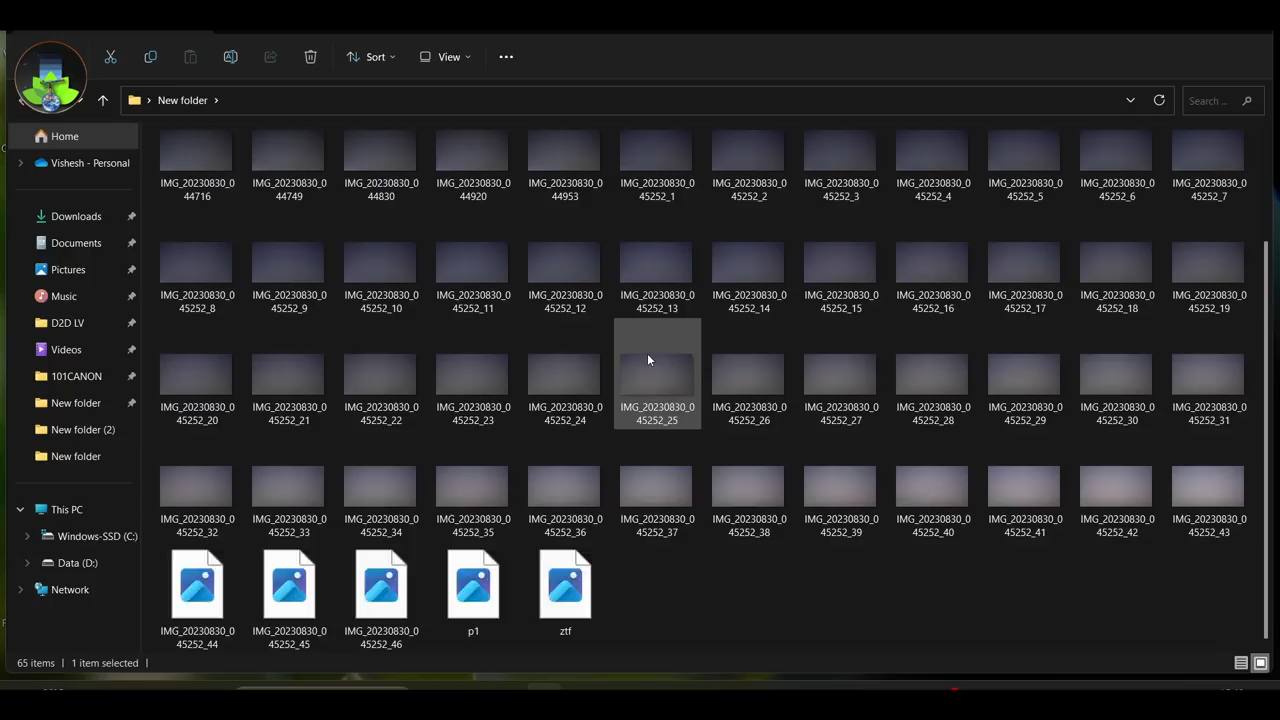 Sort
View
New folder
Search ...
Home
Vishesh - Personal
Downloads
Documents
Pictures
Music
D2D LV
Videos
101CANON
New folder
New folder (2)
New folder
This PC
Windows-SSD (C:)
Data (D:)
Network
IMG_20230830_0 IMG_20230830_0 IMG_20230830_0 IMG_20230830_0 IMG_20230830_0 IMG_20230830_0 IMG_20230830_0 IMG_20230830_0 IMG_20230830_0 IMG_20230830_0 IMG_20230830_0 IMG_20230830_0
44716 44749 44830 44920 44953 45252_1 45252_2 45252_3 45252_4 45252_5 45252_6 45252_7
IMG_20230830_0 IMG_20230830_0 IMG_20230830_0 IMG_20230830_0 IMG_20230830_0 IMG_20230830_0 IMG_20230830_0 IMG_20230830_0 IMG_20230830_0 IMG_20230830_0 IMG_20230830_0 IMG_20230830_0
45252_8 45252_9 45252_10 45252_11 45252_12 45252_13 45252_14 45252_15 45252_16 45252_17 45252_18 45252_19
IMG_20230830_0 IMG_20230830_0 IMG_20230830_0 IMG_20230830_0 IMG_20230830_0 IMG_20230830_0 IMG_20230830_0 IMG_20230830_0 IMG_20230830_0 IMG_20230830_0 IMG_20230830_0 IMG_20230830_0
45252_20 45252_21 45252_22 45252_23 45252_24 45252_25 45252_26 45252_27 45252_28 45252_29 45252_30 45252_31
IMG_20230830_0 IMG_20230830_0 IMG_20230830_0 IMG_20230830_0 IMG_20230830_0 IMG_20230830_0 IMG_20230830_0 IMG_20230830_0 IMG_20230830_0 IMG_20230830_0 IMG_20230830_0 IMG_20230830_0
45252_32 45252_33 45252_34 45252_35 45252_36 45252_37 45252_38 45252_39 45252_40 45252_41 45252_42 45252_43
IMG_20230830_0 IMG_20230830_0 IMG_20230830_0 p1 ztf
45252_44 45252_45 45252_46
65 items 1 item selected